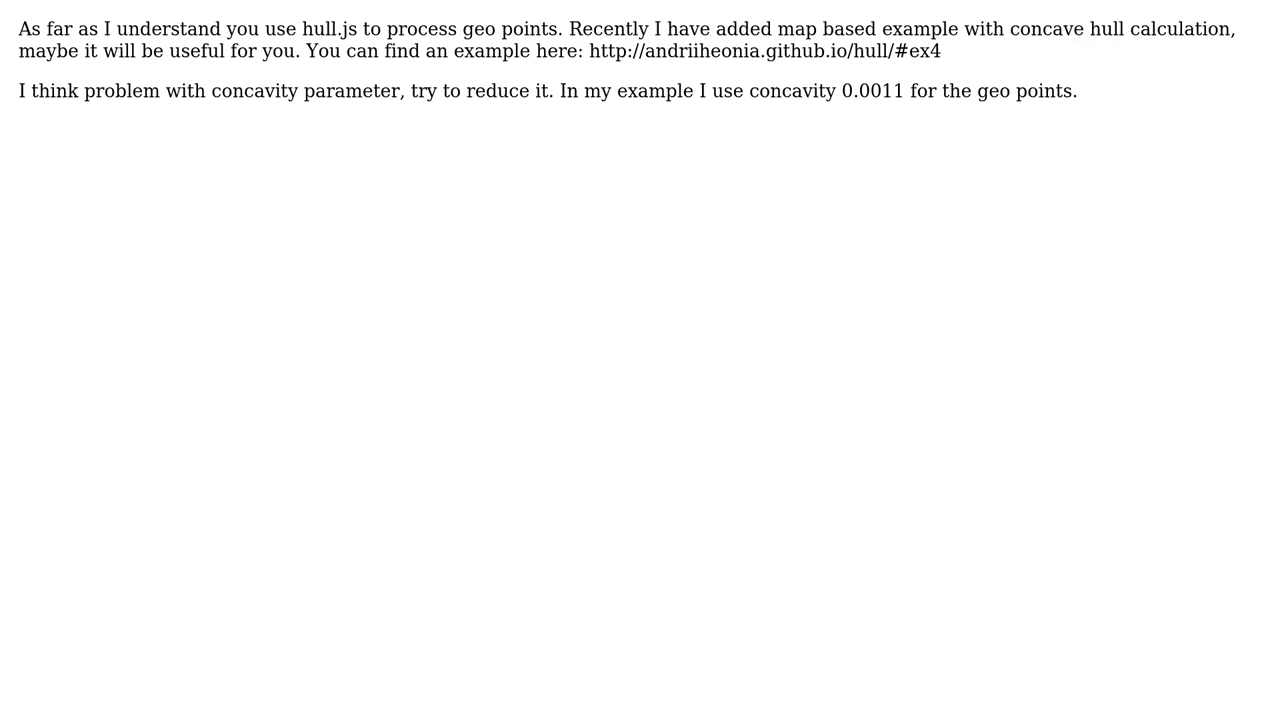 As far as I understand you use hull.js to process geo points. Recently I have added map based example with concave hull calculation,
maybe it will be useful for you. You can find an example here: http://andriiheonia.github.io/hull/#ex4
I think problem with concavity parameter, try to reduce it. In my example I use concavity 0.0011 for the geo points.